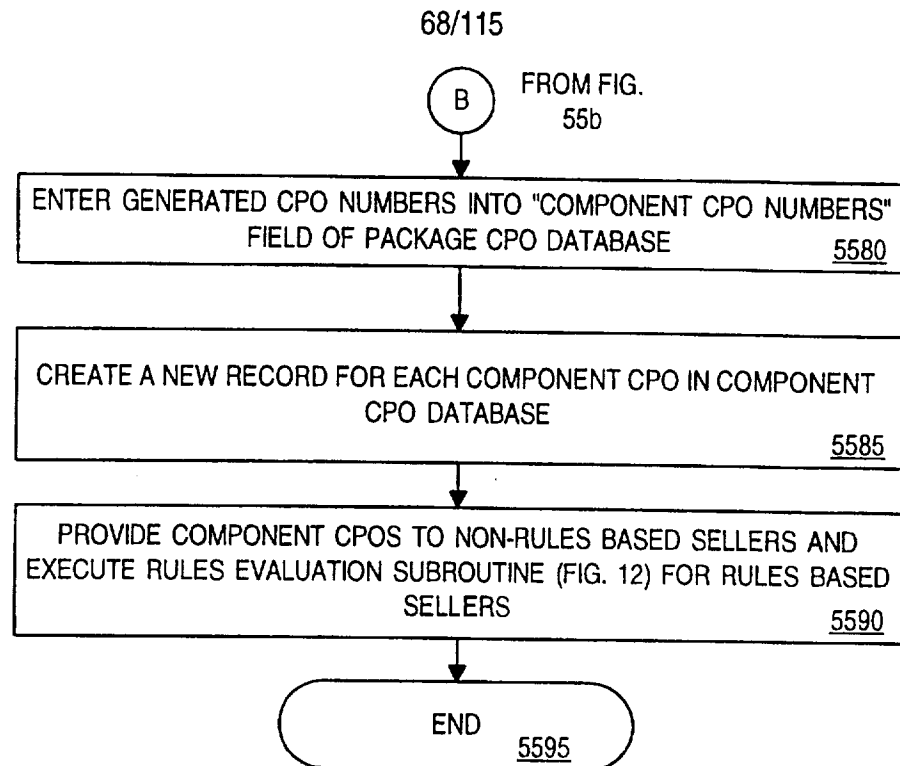 68/115
B
FROM FIG.
55b
ENTER GENERATED CPO NUMBERS INTO "COMPONENT CPO NUMBERS"
FIELD OF PACKAGE CPO DATABASE
5580
CREATE A NEW RECORD FOR EACH COMPONENT CPO IN COMPONENT
CPO DATABASE
5585
PROVIDE COMPONENT CPOS TO NON-RULES BASED SELLERS AND
EXECUTE RULES EVALUATION SUBROUTINE (FIG. 12) FOR RULES BASED
SELLERS
5590
END
5595